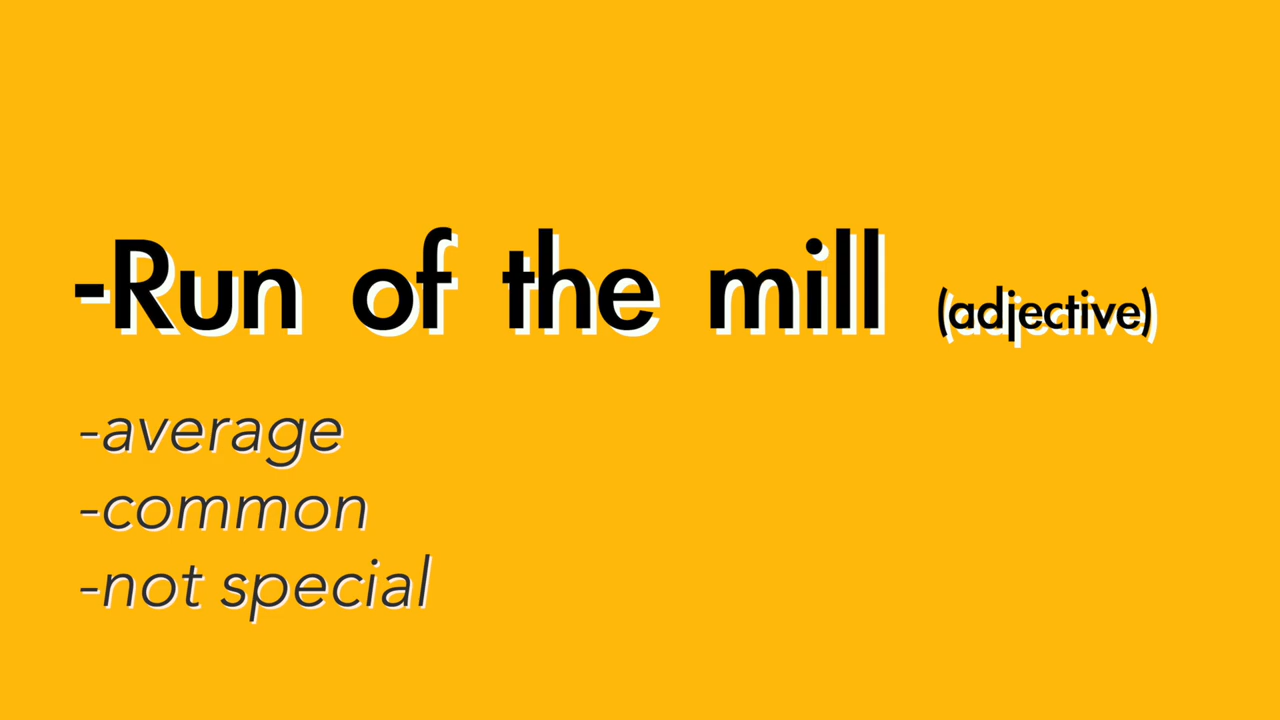 -Run of the mill (adjective)
-average
-common
-not special